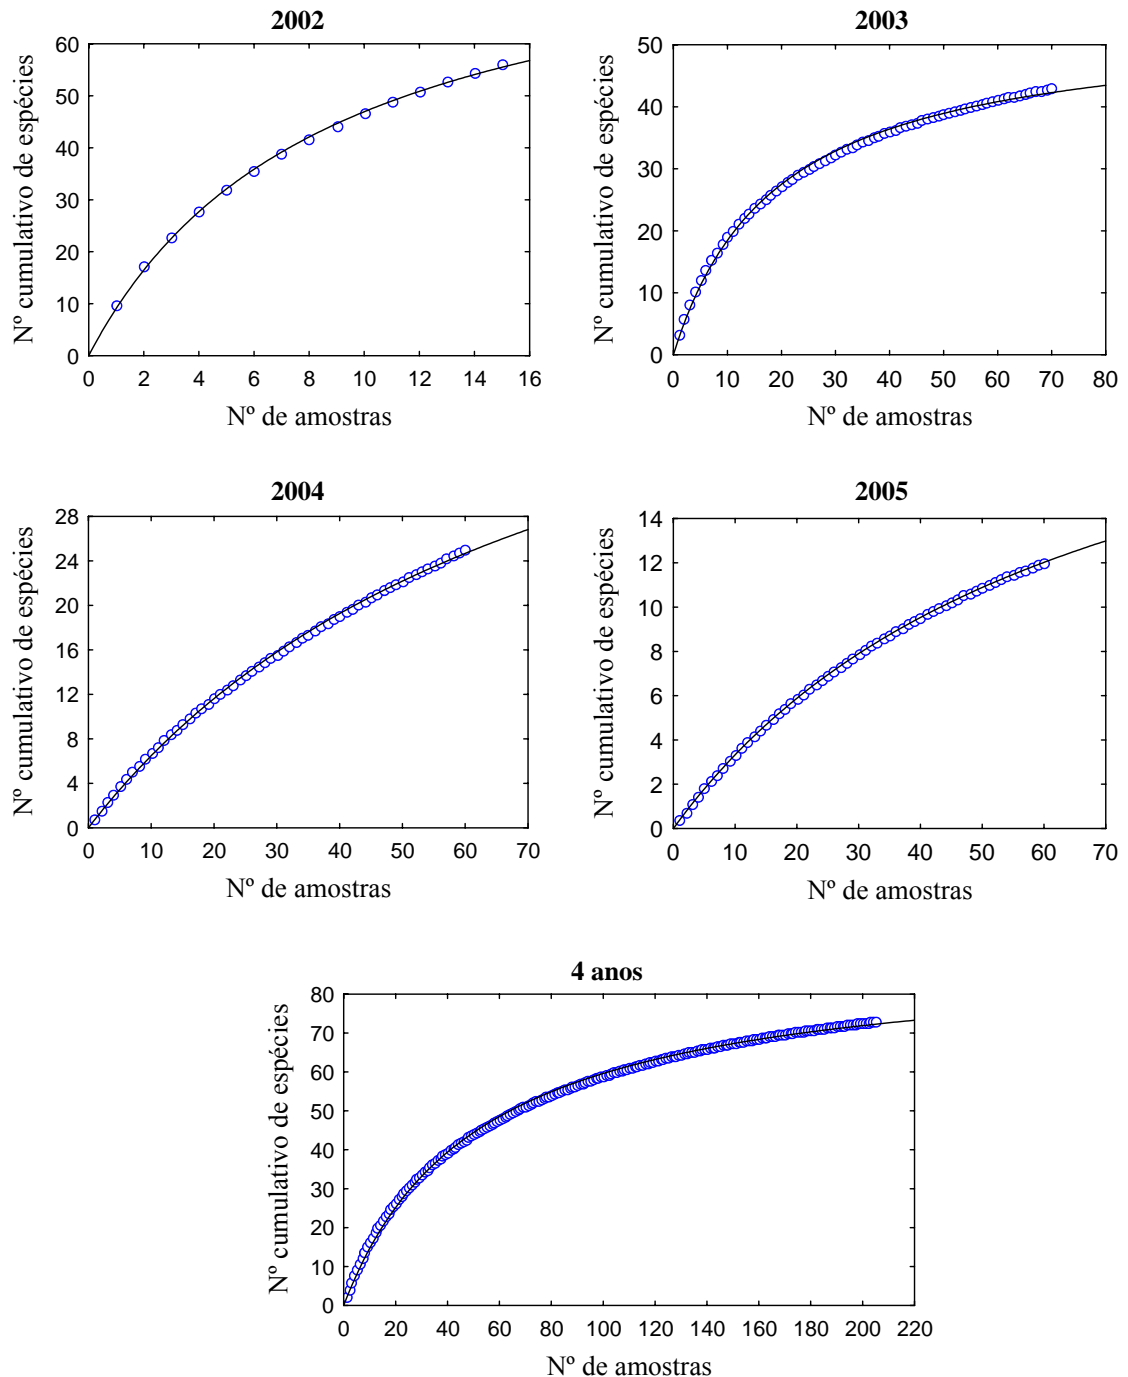 2002
Nº cumulativo de espécies
60
50
40
30
20
10
0
0 2 4 6 8 10 12 14 16
Nº de amostras
2003
Nº cumulativo de espécies
50
40
30
20
10
0
0 10 20 30 40 50 60 70 80
Nº de amostras
2004
Nº cumulativo de espécies
28
24
20
16
12
8
4
0
0 10 20 30 40 50 60 70
Nº de amostras
2005
Nº cumulativo de espécies
14
12
10
8
6
4
2
0
0 10 20 30 40 50 60 70
Nº de amostras
4 anos
Nº cumulativo de espécies
80
70
60
50
40
30
20
10
0
0 20 40 60 80 100 120 140 160 180 200 220
Nº de amostras